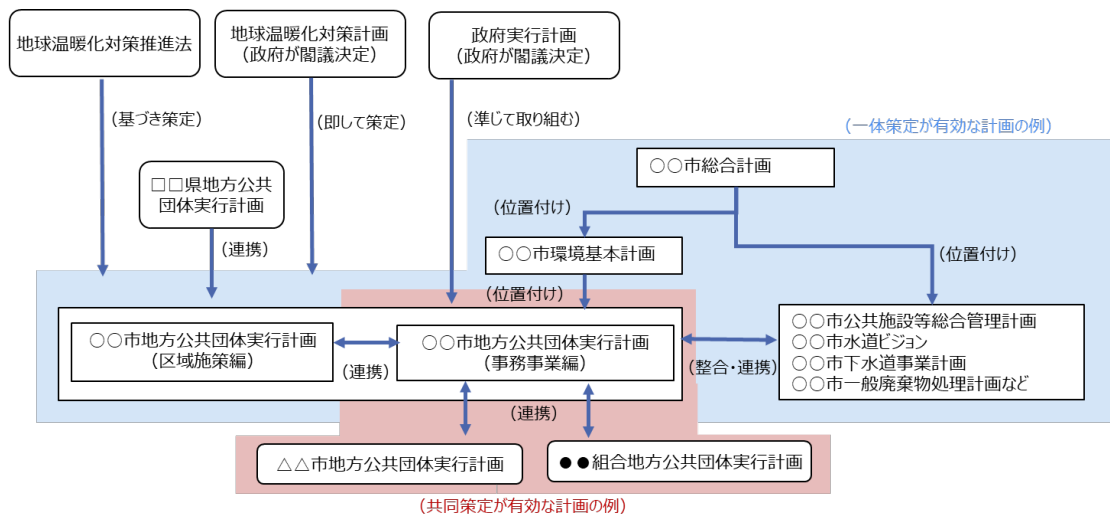 地球温暖化対策推進法
地球温暖化対策計画
(政府が閣議決定)
政府実行計画
(政府が閣議決定)
(基づき策定)
(即して策定)
(準じて取り組む)
(一体策定が有効な計画の例)
□□県地方公共
団体実行計画
(連携)
○○市総合計画
(位置付け)
○○市環境基本計画
(位置付け)
(位置付け)
○○市地方公共団体実行計画
(区域施策編)
(連携)
○○市地方公共団体実行計画
(事務事業編)
(整合・連携)
○○市公共施設等総合管理計画
○○市水道ビジョン
○○市下水道事業計画
○○市一般廃棄物処理計画など
(連携)
△△市地方公共団体実行計画
●●組合地方公共団体実行計画
(共同策定が有効な計画の例)